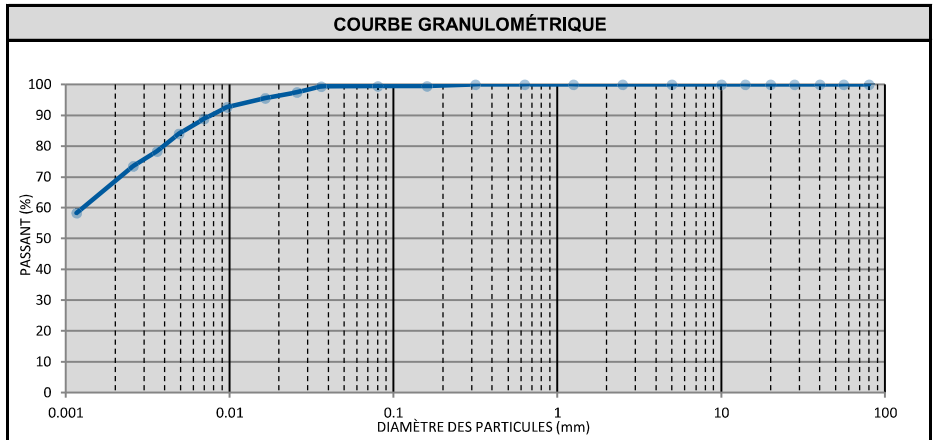 COURBE GRANULOMÉTRIQUE
100
90
80
70
60
50
40
30
20
10
0
PASSANT (%)
0.001 0.01 0.1 1 10 100
DIAMÈTRE DES PARTICULES (mm)